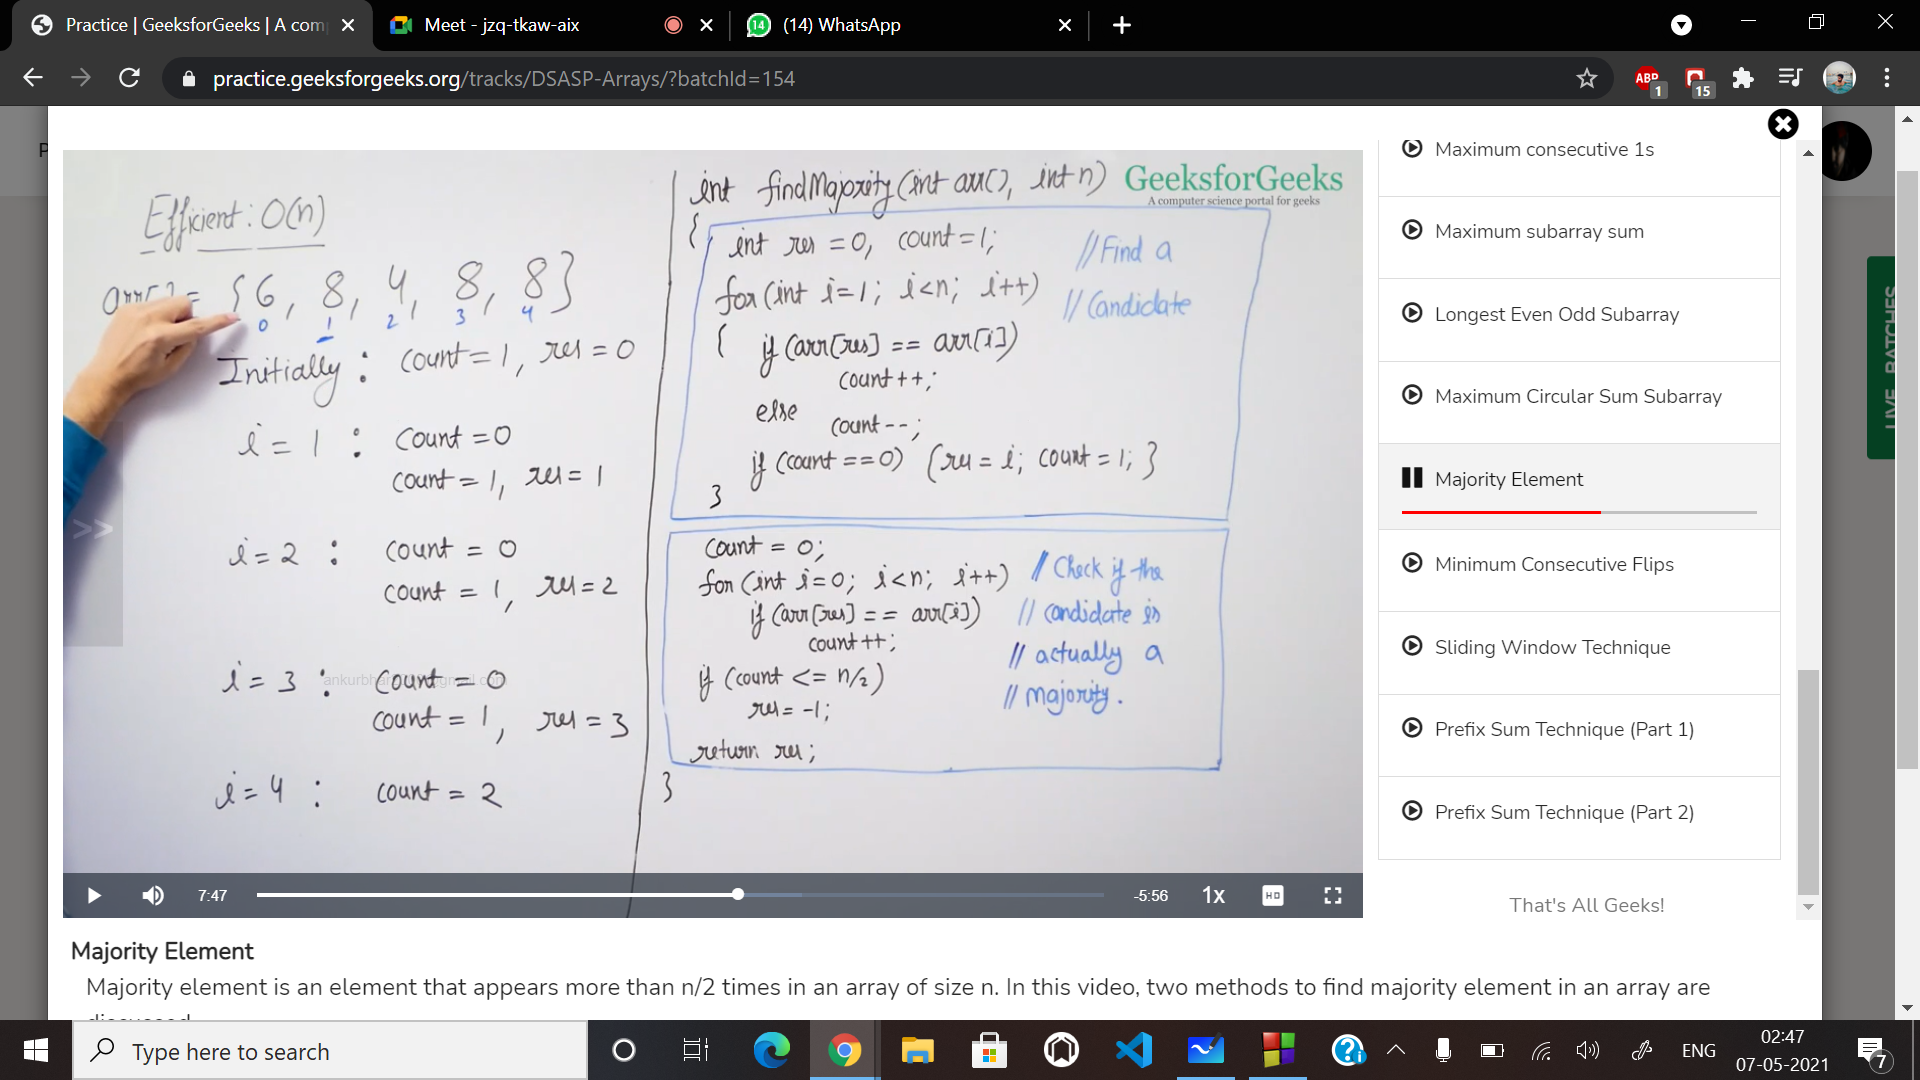 Practice | GeeksforGeeks | A com
Meet - jzq-tkaw-aix
(14) WhatsApp
practice.geeksforgeeks.org/tracks/DSASP-Arrays/?batchId=154
ABP
1
15
GeeksforGeeks
A computer science portal for geeks
Efficient: O(n)
arr[] = {6, 8, 4, 8, 8}
0 1 2 3 4
Initially : count = 1, res = 0
i = 1 : count = 0
count = 1, res = 1
i = 2 : count = 0
count = 1, res = 2
i = 3 : count = 0
count = 1, res = 3
i = 4 : count = 2
int findMajority(int arr[], int n)
{
int res = 0, count = 1; // Find a
for (int i=1; i<n; i++) // Candidate
{ if (arr[res] == arr[i])
count++;
else
count--;
if (count == 0) {res = i; count = 1; }
}
count = 0;
for (int i=0; i<n; i++) // Check if the
if (arr[res] == arr[i]) // candidate is
count++; // actually a
if (count <= n/2) // majority.
res = -1;
return res;
}
>>
7:47
-5:56
1x
HD
Maximum consecutive 1s
Maximum subarray sum
Longest Even Odd Subarray
Maximum Circular Sum Subarray
Majority Element
Minimum Consecutive Flips
Sliding Window Technique
Prefix Sum Technique (Part 1)
Prefix Sum Technique (Part 2)
That's All Geeks!
LIVE BATCHES
Majority Element
Majority element is an element that appears more than n/2 times in an array of size n. In this video, two methods to find majority element in an array are
discussed
Type here to search
ENG
02:47
07-05-2021
7